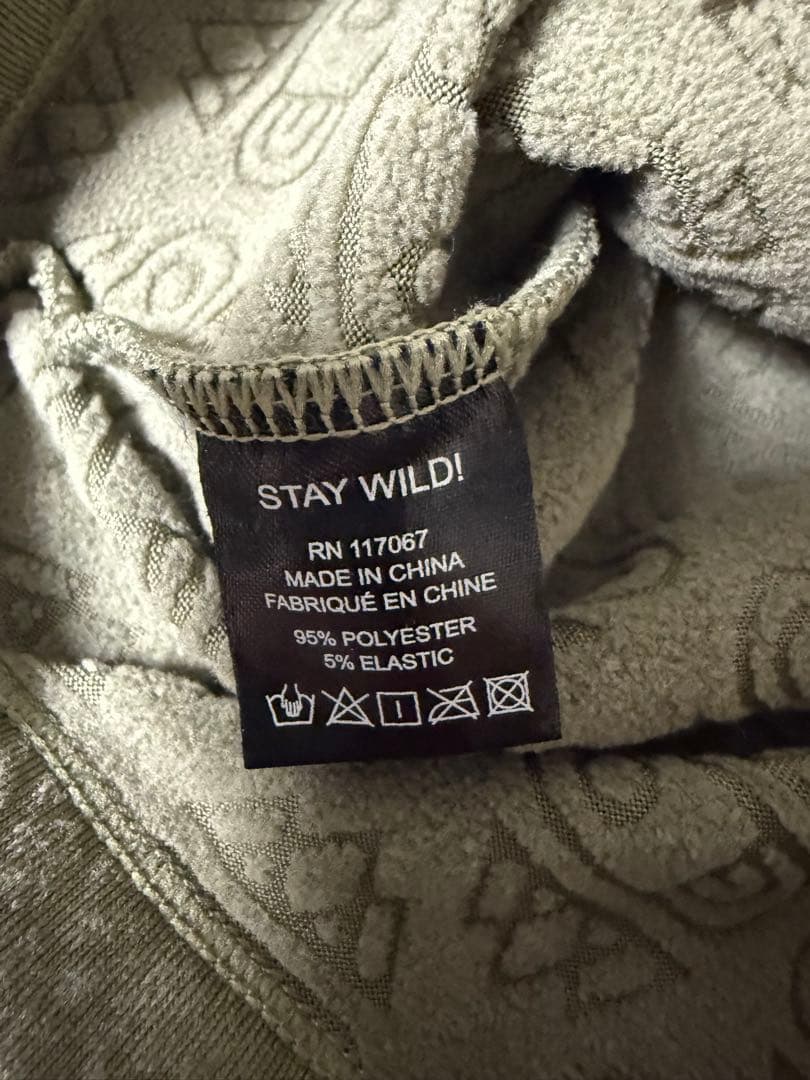 STAY WILD!
RN 117067
MADE IN CHINA
FABRIQUÉ EN CHINE
95% POLYESTER
5% ELASTIC